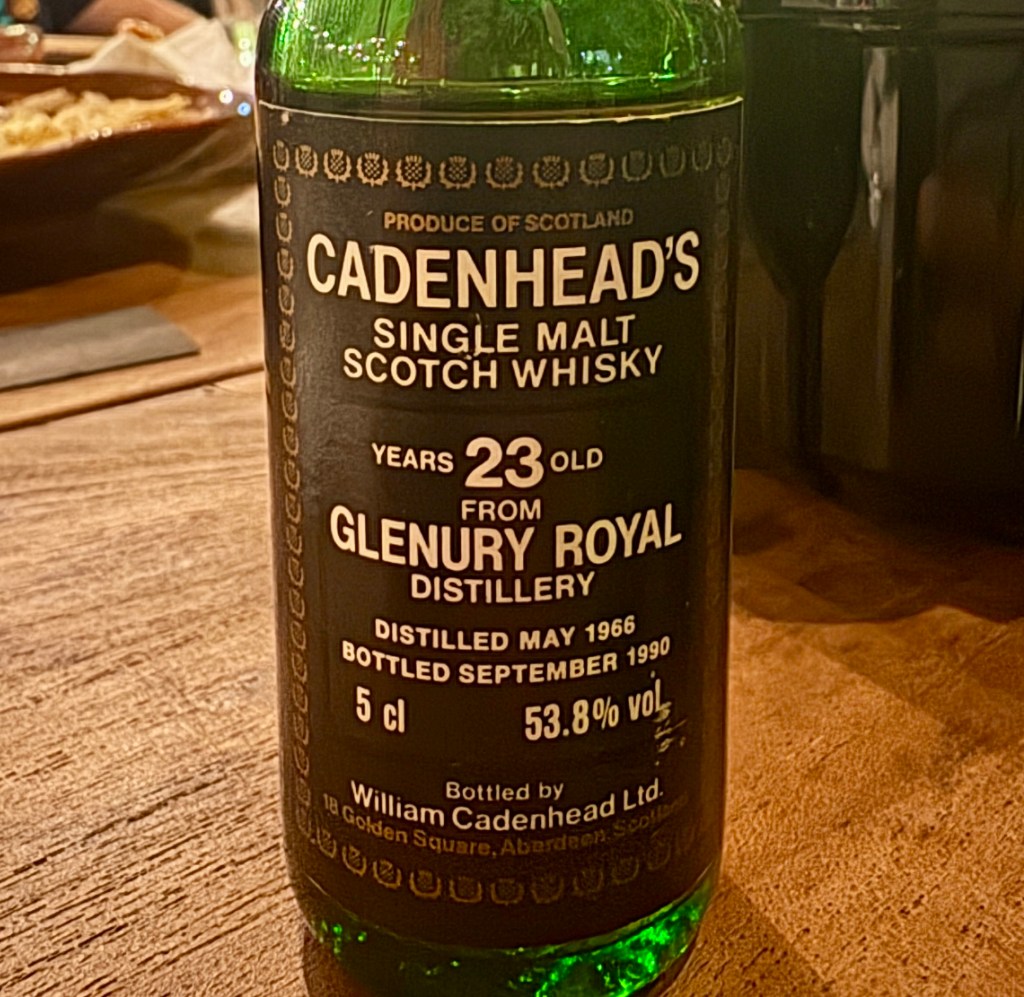 PRODUCE OF SCOTLAND
CADENHEAD'S
SINGLE MALT
SCOTCH WHISKY
YEARS 23 OLD
FROM
GLENURY ROYAL
DISTILLERY
DISTILLED MAY 1966
BOTTLED SEPTEMBER 1990
5 cl 53.8% vol
Bottled by
William Cadenhead Ltd.
18 Golden Square, Aberdeen, Scotland